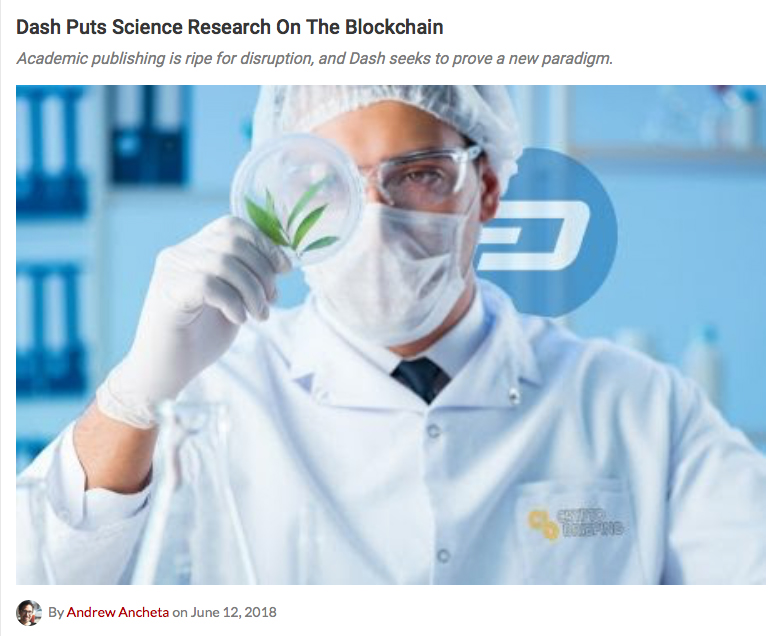 Dash Puts Science Research On The Blockchain
Academic publishing is ripe for disruption, and Dash seeks to prove a new paradigm.
CRYPTO
BRIEFING
By Andrew Ancheta on June 12, 2018